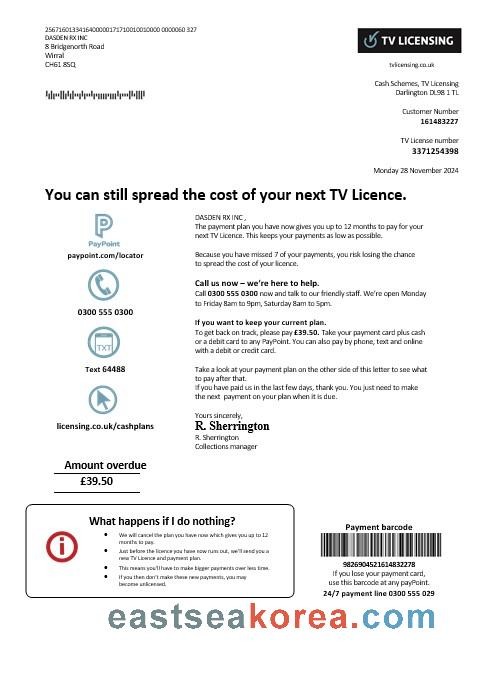 25671601334164000001717100100100000 0000060 327
DASDEN RX INC
8 Bridgenorth Road
Wirral
CH61 8SQ
TV LICENSING
tvlicensing.co.uk
Cash Schemes, TV Licensing
Darlington DL98 1 TL
Customer Number
161483227
TV License number
3371254398
Monday 28 November 2024
You can still spread the cost of your next TV Licence.
PayPoint
paypoint.com/locator
0300 555 0300
TXT
Text 64488
licensing.co.uk/cashplans
Amount overdue
£39.50
DASDEN RX INC ,
The payment plan you have now gives you up to 12 months to pay for your
next TV Licence. This keeps your payments as low as possible.
Because you have missed 7 of your payments, you risk losing the chance
to spread the cost of your licence.
Call us now – we're here to help.
Call 0300 555 0300 now and talk to our friendly staff. We're open Monday
to Friday 8am to 9pm, Saturday 8am to 5pm.
If you want to keep your current plan.
To get back on track, please pay £39.50. Take your payment card plus cash
or a debit card to any PayPoint. You can also pay by phone, text and online
with a debit or credit card.
Take a look at your payment plan on the other side of this letter to see what
to pay after that.
If you have paid us in the last few days, thank you. You just need to make
the next payment on your plan when it is due.
Yours sincerely,
R. Sherrington
R. Sherrington
Collections manager
What happens if I do nothing?
• We will cancel the plan you have now which gives you up to 12
months to pay.
• Just before the licence you have now runs out, we'll send you a
new TV Licence and payment plan.
• This means you'll have to make bigger payments over less time.
• If you then don't make these new payments, you may
become unlicensed.
Payment barcode
9826904521614832278
If you lose your payment card,
use this barcode at any payPoint.
24/7 payment line 0300 555 029
eastseakorea.com